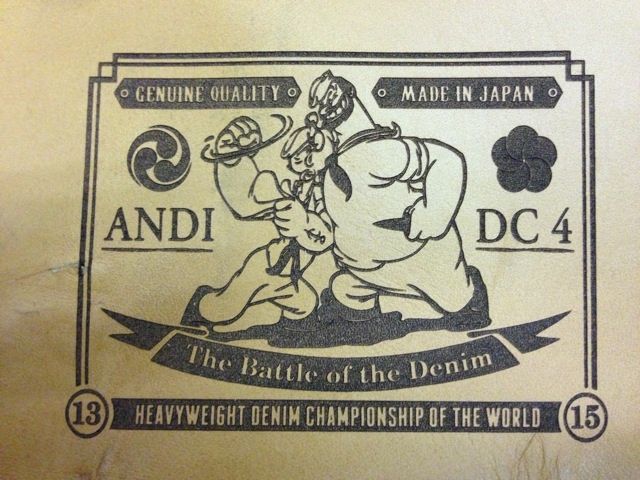 GENUINE QUALITY
MADE IN JAPAN
ANDI
DC 4
The Battle of the Denim
13
HEAVYWEIGHT DENIM CHAMPIONSHIP OF THE WORLD
15